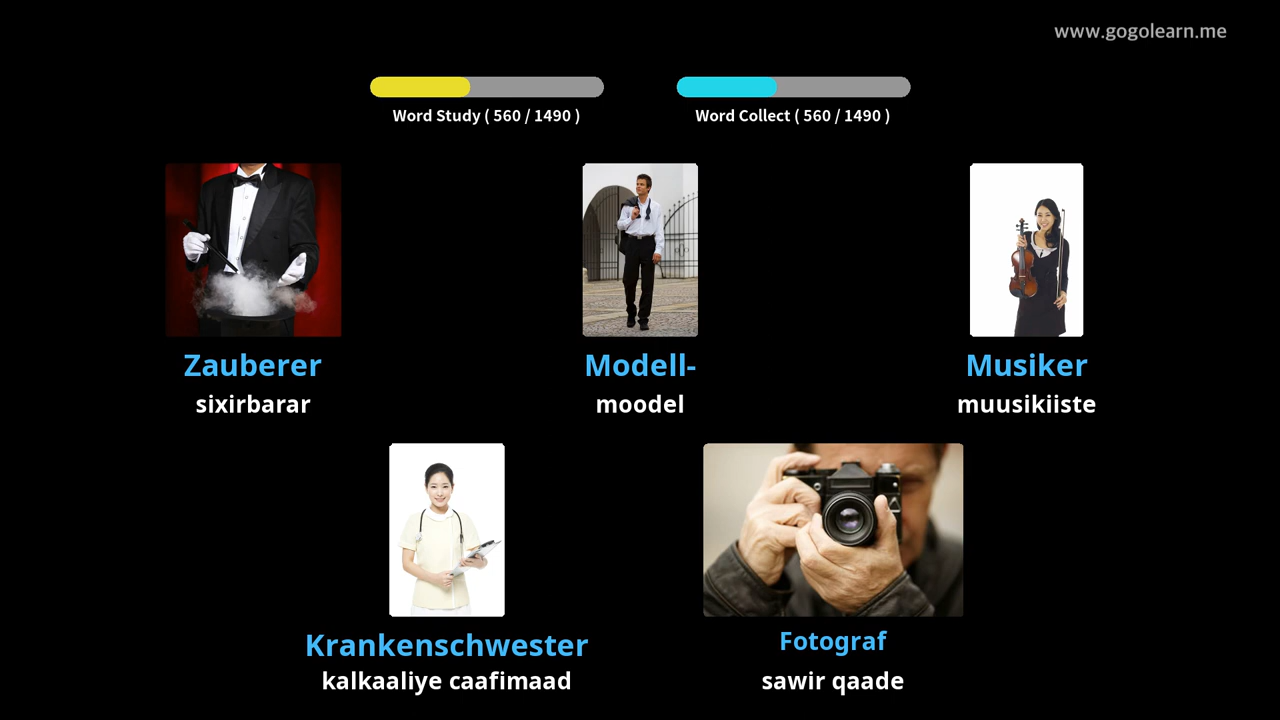 www.gogolearn.me
Word Study ( 560 / 1490 )
Word Collect ( 560 / 1490 )
Zauberer
sixirbarar
Modell-
moodel
Musiker
muusikiiste
Krankenschwester
kalkaaliye caafimaad
Fotograf
sawir qaade